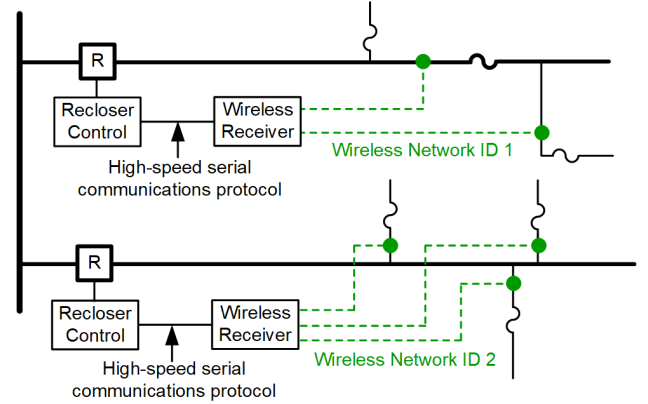 R
Recloser
Control
Wireless
Receiver
High-speed serial
communications protocol
Wireless Network ID 1
R
Recloser
Control
Wireless
Receiver
High-speed serial
communications protocol
Wireless Network ID 2